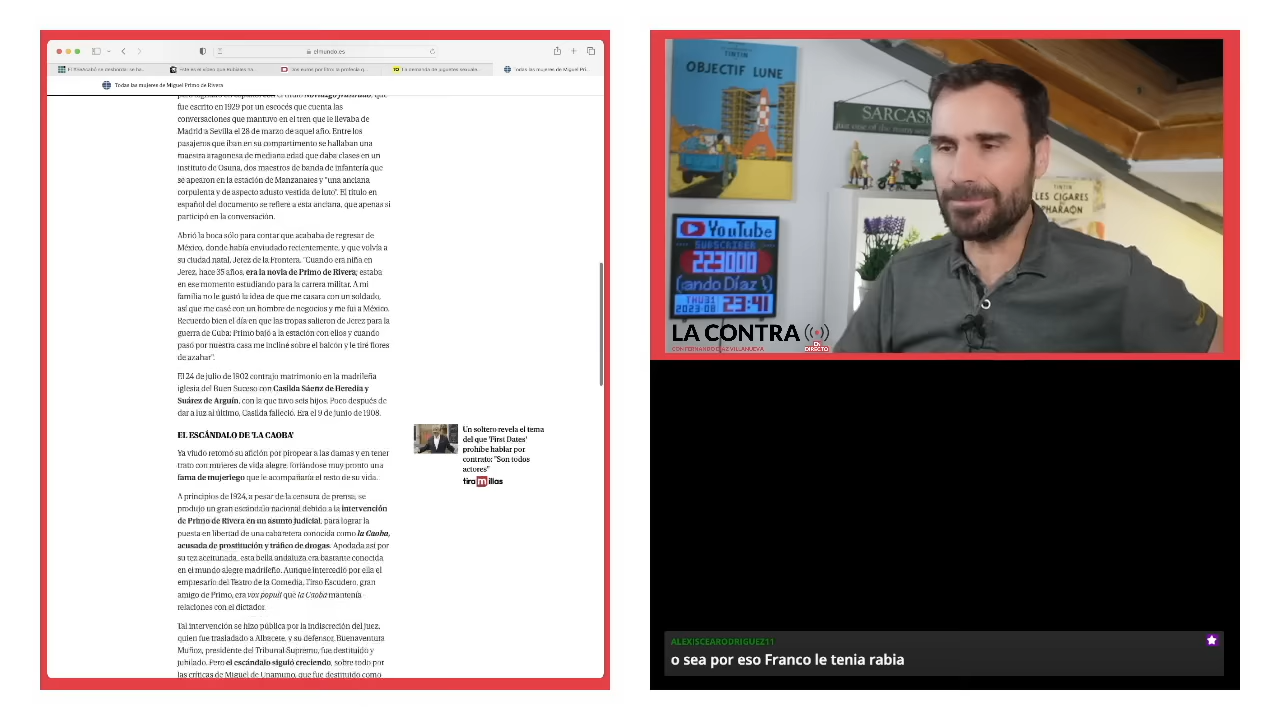 elmundo.es
Todas las mujeres de Miguel Pri...
Todas las mujeres de Miguel Primo de Rivera
fue escrito en 1929 por un escocés que cuenta las
conversaciones que mantuvo en el tren que le llevaba de
Madrid a Sevilla el 28 de marzo de aquel año. Entre los
pasajeros que iban en su compartimento se hallaban una
maestra aragonesa de mediana edad que daba clases en un
instituto de Osuna, dos maestros de banda de infantería que
se apearon en la estación de Manzanares y "una anciana
corpulenta y de aspecto adusto vestida de luto". El título en
español del documento se refiere a esta anciana, que apenas si
participó en la conversación.
Abrió la boca sólo para contar que acababa de regresar de
México, donde había enviudado recientemente, y que volvía a
su ciudad natal, Jerez de la Frontera. "Cuando era niña en
Jerez, hace 35 años, era la novia de Primo de Rivera; estaba
en ese momento estudiando para la carrera militar. A mi
familia no le gustó la idea de que me casara con un soldado,
así que me casé con un hombre de negocios y me fui a México.
Recuerdo bien el día en que las tropas salieron de Jerez para la
guerra de Cuba; Primo bajó a la estación con ellos y cuando
pasó por nuestra casa me incliné sobre el balcón y le tiré flores
de azahar".
El 24 de julio de 1902 contrajo matrimonio en la madrileña
iglesia del Buen Suceso con Casilda Sáenz de Heredia y
Suárez de Arguín, con la que tuvo seis hijos. Poco después de
dar a luz al último, Casilda falleció. Era el 9 de junio de 1908.
EL ESCÁNDALO DE 'LA CAOBA'
Ya viudo retomó su afición por piropear a las damas y en tener
trato con mujeres de vida alegre, forjándose muy pronto una
fama de mujeriego que le acompañaría el resto de su vida.
A principios de 1924, a pesar de la censura de prensa, se
produjo un gran escándalo nacional debido a la intervención
de Primo de Rivera en un asunto judicial, para lograr la
puesta en libertad de una cabaretera conocida como la Caoba,
acusada de prostitución y tráfico de drogas. Apodada así por
su tez aceitunada, esta bella andaluza era bastante conocida
en el mundo alegre madrileño. Aunque intercedió por ella el
empresario del Teatro de la Comedia, Tirso Escudero, gran
amigo de Primo, era vox populi que la Caoba mantenía
relaciones con el dictador.
Tal intervención se hizo pública por la indiscreción del juez,
quien fue trasladado a Albacete, y su defensor, Buenaventura
Muñoz, presidente del Tribunal Supremo, fue destituido y
jubilado. Pero el escándalo siguió creciendo, sobre todo por
las críticas de Miguel de Unamuno, que fue destituido como
Un soltero revela el tema
del que 'First Dates'
prohíbe hablar por
contrato: "Son todos
actores"
tiramillas
TINTIN
OBJECTIF LUNE
SARCASM
TINTIN
LES CIGARES
PHARAON
YouTube
SUBSCRIBER
223000
(ando Díaz \)
THU31
2023-08
23:41
LA CONTRA
EN
DIRECTO
CON FERNANDO DÍAZ VILLANUEVA
ALEXISCEARODRIGUEZ11
o sea por eso Franco le tenia rabia